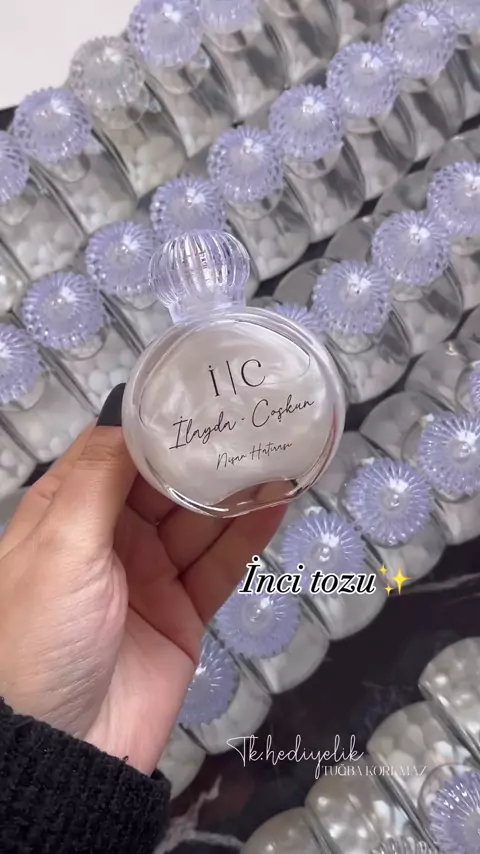 İ|C
İlayda - Coşkun
Nişan Hatırası
İnci tozu✨
Tk.hediyelik
TUĞBA KORKMAZ